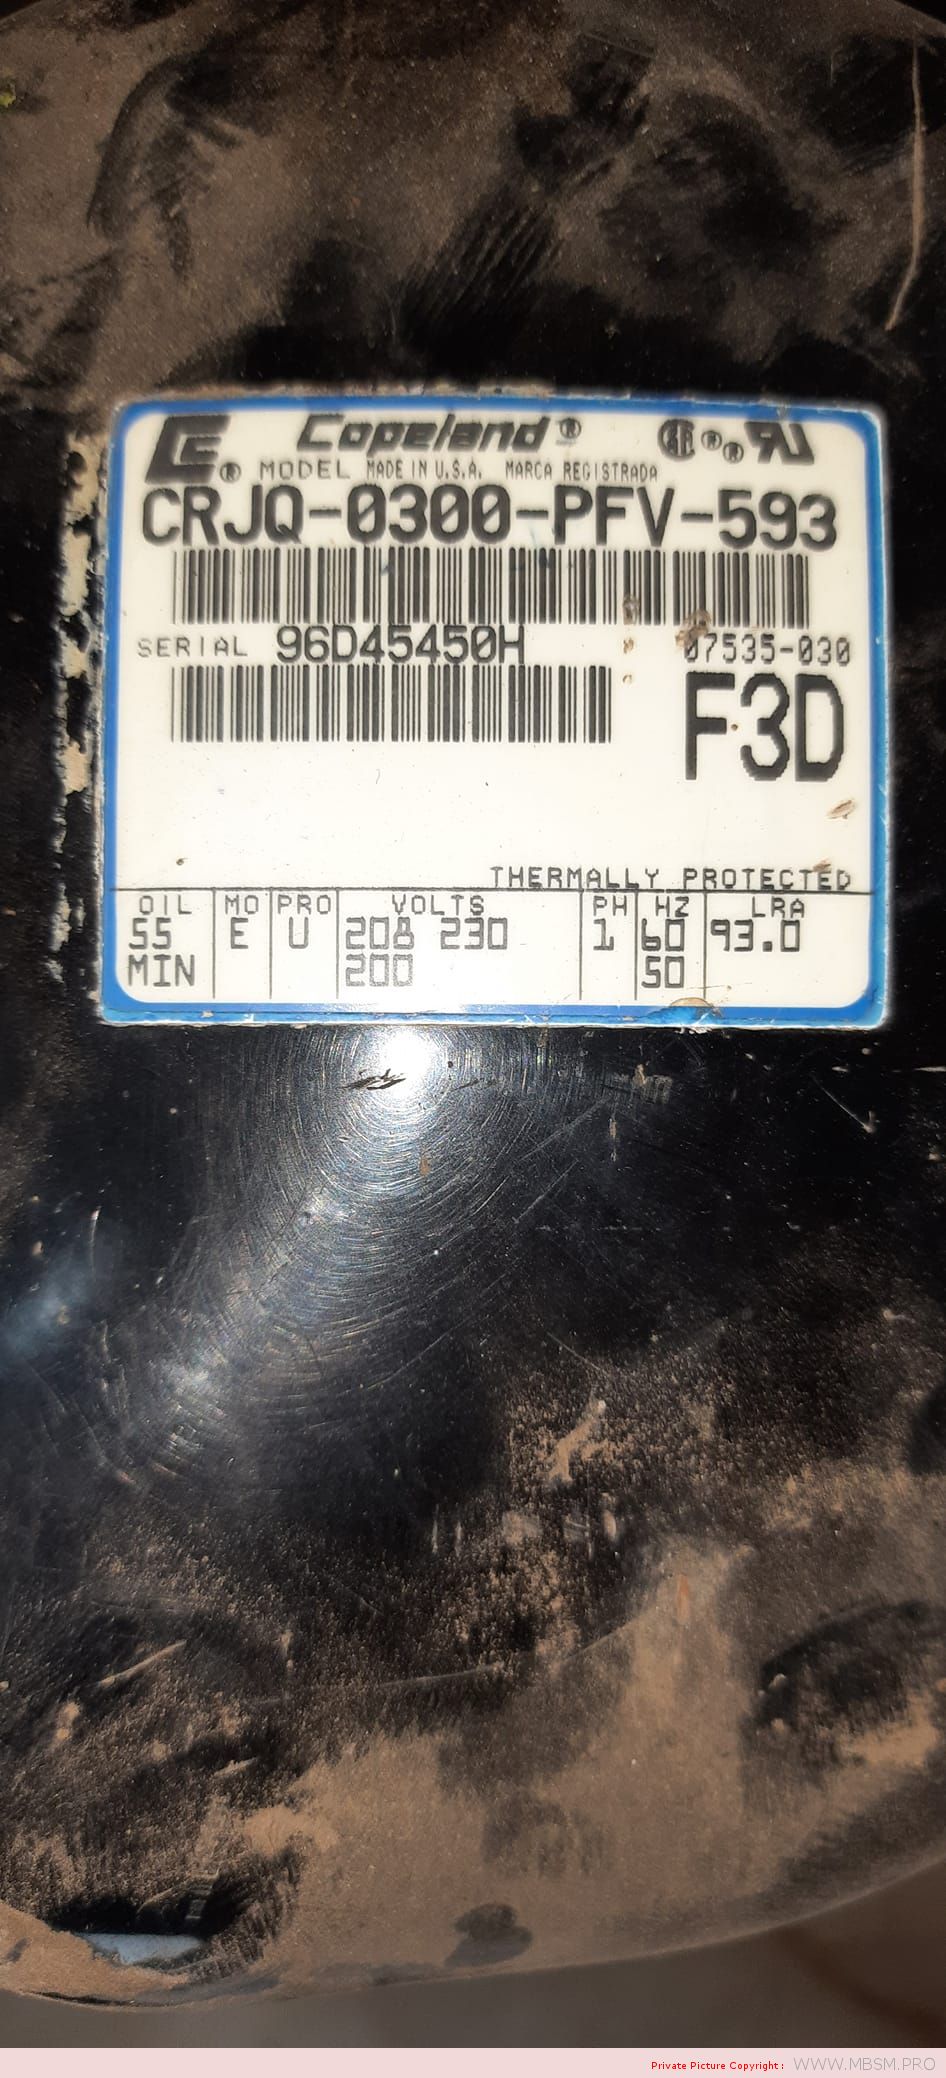 Copeland®
® MODEL MADE IN U.S.A. MARCA REGISTRADA
CRJQ-0300-PFV-593
SERIAL 96D45450H 07535-030
F3D
THERMALLY PROTECTED
OIL MO PRO VOLTS PH HZ LRA
55 E U 208 230 1 60 93.0
MIN 200 50
Private Picture Copyright : WWW.MBSM.PRO